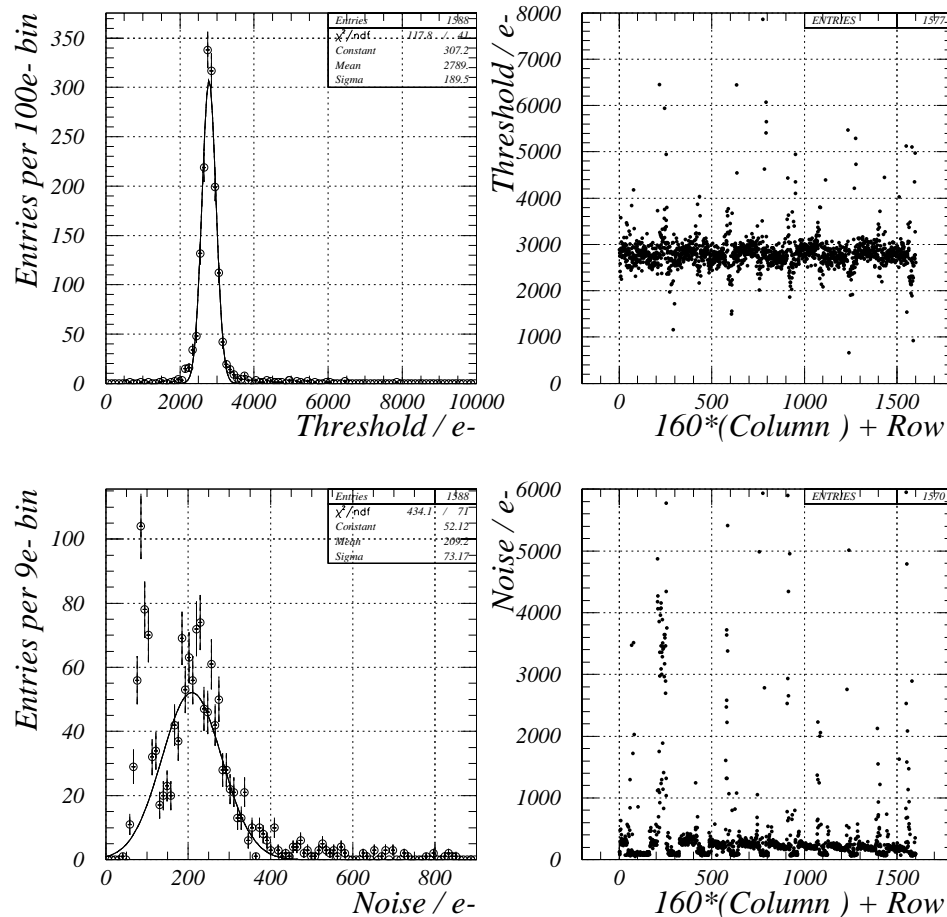 Entries 1588
χ²/ndf 117.8 / 41
Constant 307.2
Mean 2789.
Sigma 189.5
Entries per 100e- bin
350
300
250
200
150
100
50
0
0 2000 4000 6000 8000 10000
Threshold / e-
ENTRIES 1577
Threshold / e-
8000
7000
6000
5000
4000
3000
2000
1000
0
0 500 1000 1500
160*(Column ) + Row
Entries 1588
χ²/ndf 434.1 / 71
Constant 52.12
Mean 209.2
Sigma 73.17
Entries per 9e- bin
100
80
60
40
20
0
0 200 400 600 800
Noise / e-
ENTRIES 1570
Noise / e-
6000
5000
4000
3000
2000
1000
0
0 500 1000 1500
160*(Column ) + Row